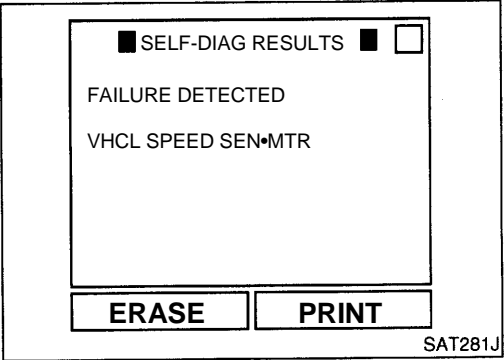 SELF-DIAG RESULTS
FAILURE DETECTED
VHCL SPEED SEN•MTR
ERASE PRINT
SAT281J